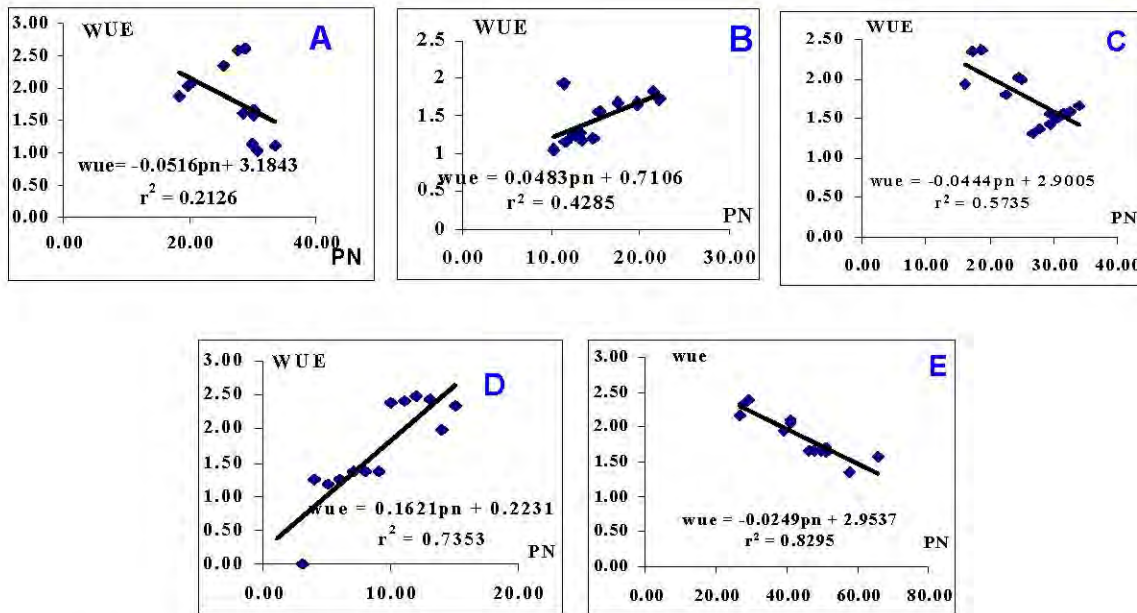 WUE
A
3.00
2.50
2.00
1.50
1.00
0.50
0.00
wue= -0.0516pn+ 3.1843
r² = 0.2126
0.00 20.00 40.00
PN
WUE
B
2.5
2
1.5
1
0.5
0
wue = 0.0483pn + 0.7106
r² = 0.4285
PN
0.00 10.00 20.00 30.00
WUE
C
2.50
2.00
1.50
1.00
0.50
0.00
wue = -0.0444pn + 2.9005
r² = 0.5735
PN
0.00 10.00 20.00 30.00 40.00
WUE
D
3.00
2.50
2.00
1.50
1.00
0.50
0.00
wue = 0.1621pn + 0.2231
r² = 0.7353
PN
0.00 10.00 20.00
wue
E
3.00
2.50
2.00
1.50
1.00
0.50
0.00
wue = -0.0249pn + 2.9537
r² = 0.8295
PN
0.00 20.00 40.00 60.00 80.00